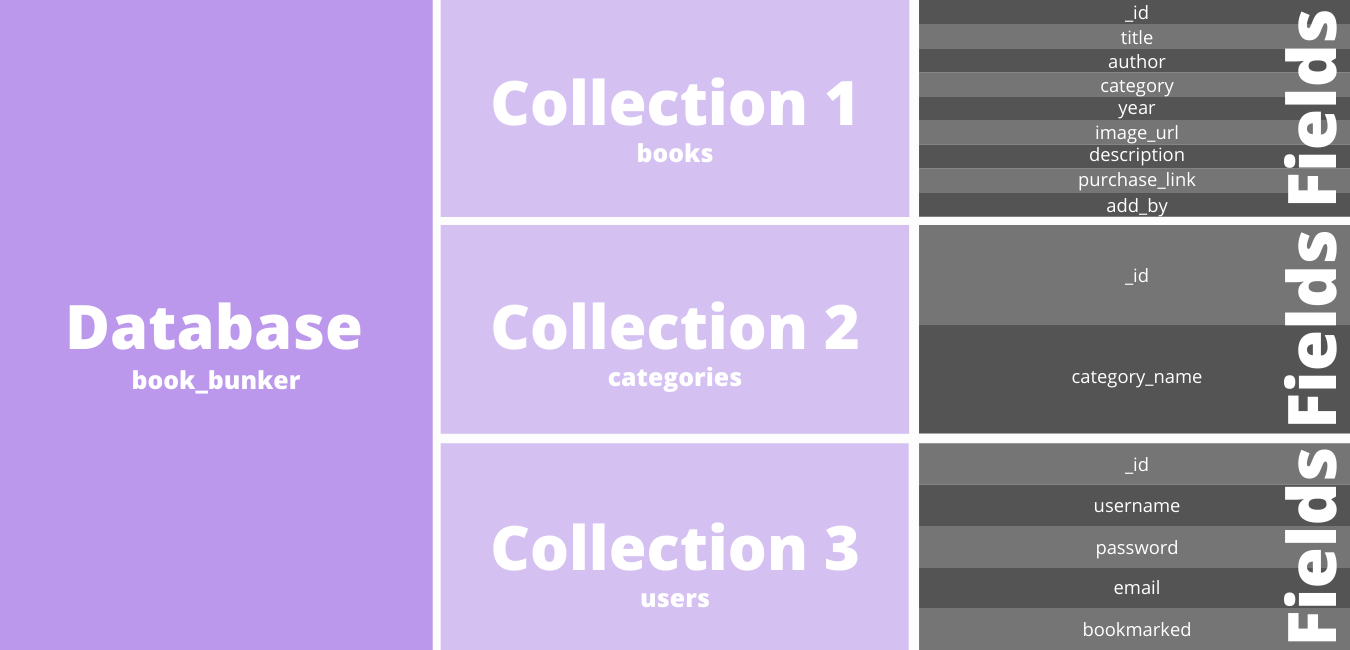 Database
book_bunker
Collection 1
books
_id
title
author
category
year
image_url
description
purchase_link
add_by
Fields
Collection 2
categories
_id
category_name
Fields
Collection 3
users
_id
username
password
email
bookmarked
Fields